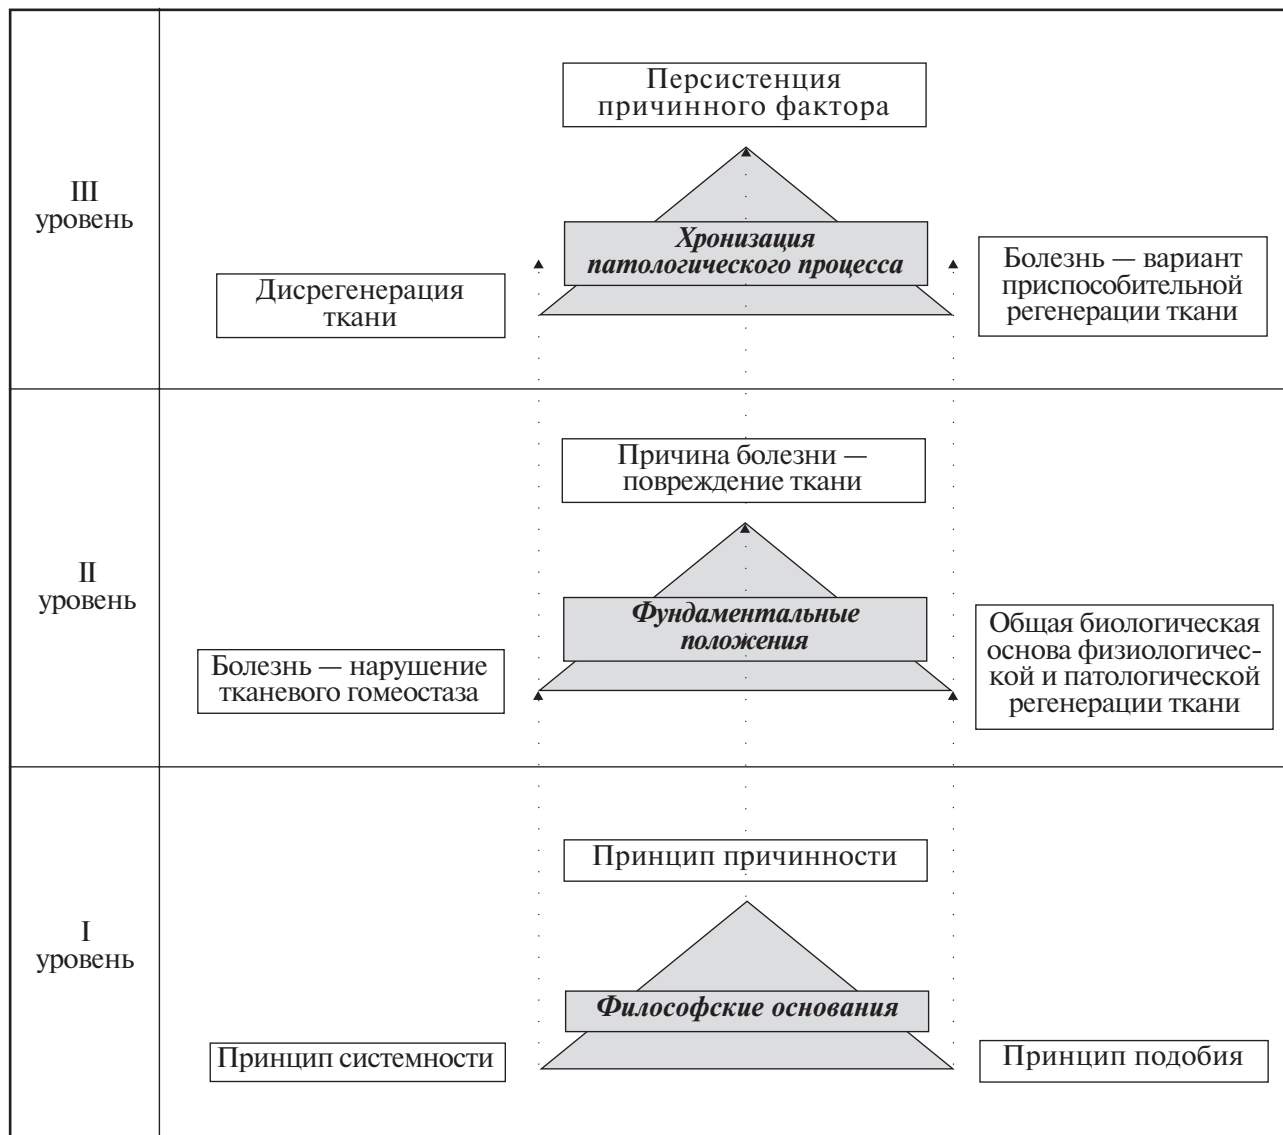 III
уровень
Персистенция
причинного фактора
Хронизация
патологического процесса
Дисрегенерация
ткани
Болезнь — вариант
приспособительной
регенерации ткани
II
уровень
Причина болезни —
повреждение ткани
Фундаментальные
положения
Болезнь — нарушение
тканевого гомеостаза
Общая биологическая
основа физиологичес-
кой и патологической
регенерации ткани
I
уровень
Принцип причинности
Философские основания
Принцип системности
Принцип подобия